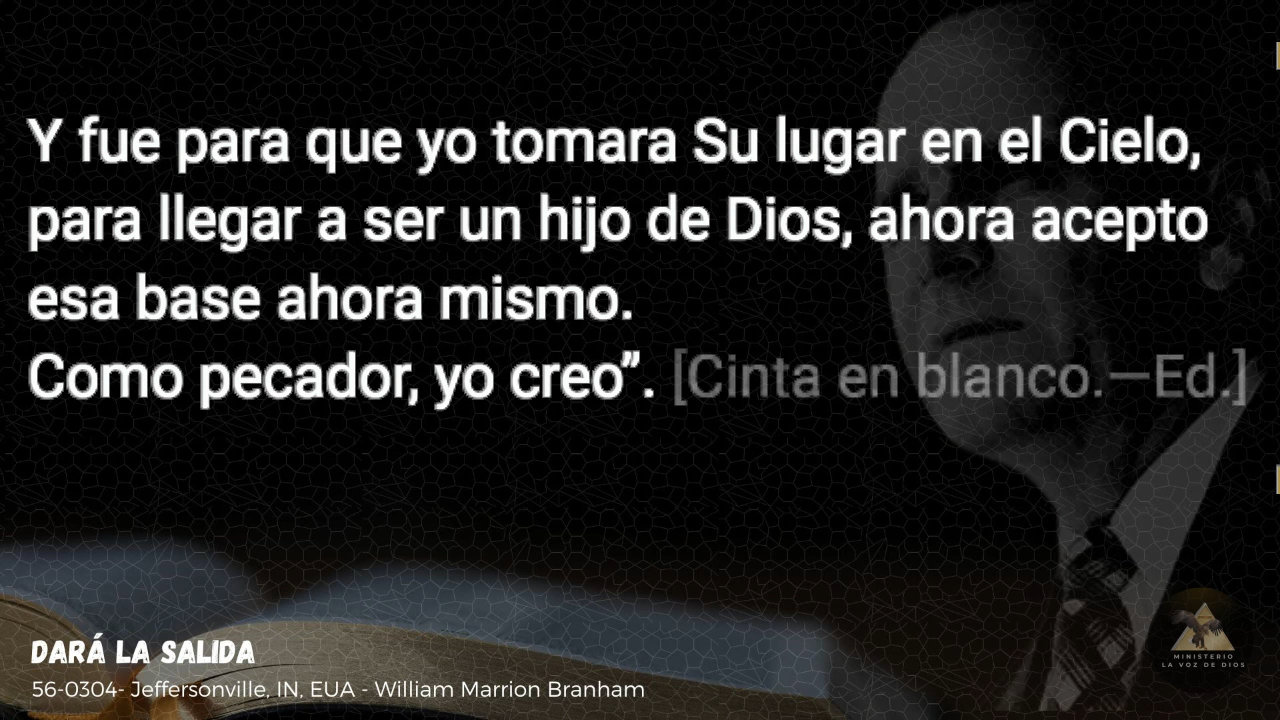 Y fue para que yo tomara Su lugar en el Cielo,
para llegar a ser un hijo de Dios, ahora acepto
esa base ahora mismo.
Como pecador, yo creo”. [Cinta en blanco.—Ed.]
DARÁ LA SALIDA
56-0304- Jeffersonville, IN, EUA - William Marrion Branham
MINISTERIO
LA VOZ DE DIOS